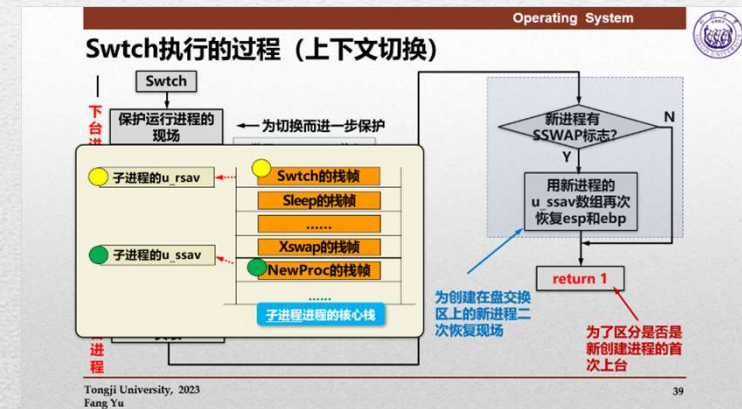 Operating System
Swtch执行的过程（上下文切换）
Swtch
下
台
进
保护运行进程的
现场
为切换而进一步保护
子进程的u_rsav
Swtch的栈帧
Sleep的栈帧
……
Xswap的栈帧
子进程的u_ssav
NewProc的栈帧
……
子进程进程的核心栈
进
程
新进程有
SSWAP标志?
N
Y
用新进程的
u_ssav数组再次
恢复esp和ebp
return 1
为创建在盘交换
区上的新进程二
次恢复现场
为了区分是否是
新创建进程的首
次上台
Tongji University, 2023
Fang Yu
39